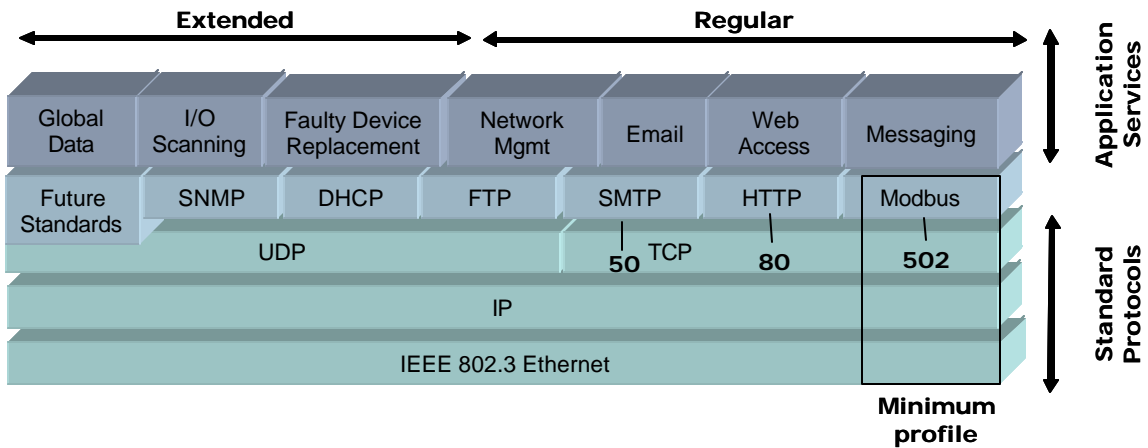 Extended
Regular
Application
Services
Global
Data
I/O
Scanning
Faulty Device
Replacement
Network
Mgmt
Email
Web
Access
Messaging
Future
Standards
SNMP
DHCP
FTP
SMTP
HTTP
Modbus
UDP
TCP
50
80
502
IP
IEEE 802.3 Ethernet
Standard
Protocols
Minimum
profile